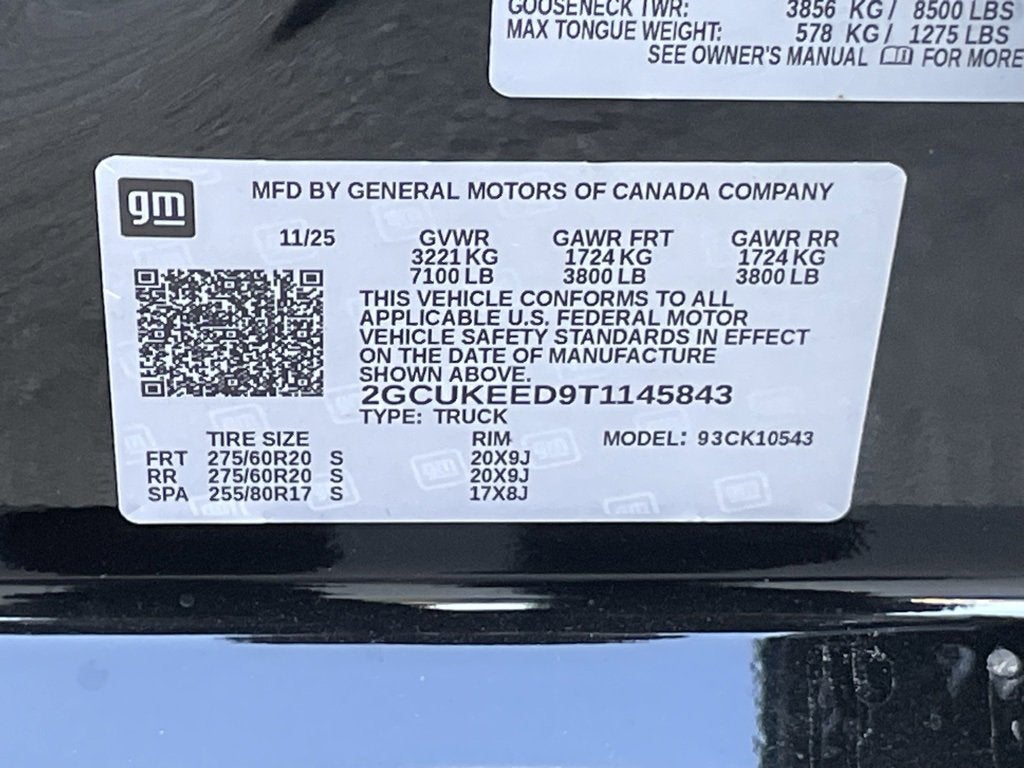 GOOSENECK TWR: 3856 KG / 8500 LBS
MAX TONGUE WEIGHT: 578 KG / 1275 LBS
SEE OWNER'S MANUAL FOR MORE
gm
MFD BY GENERAL MOTORS OF CANADA COMPANY
11/25 GVWR GAWR FRT GAWR RR
3221 KG 1724 KG 1724 KG
7100 LB 3800 LB 3800 LB
THIS VEHICLE CONFORMS TO ALL
APPLICABLE U.S. FEDERAL MOTOR
VEHICLE SAFETY STANDARDS IN EFFECT
ON THE DATE OF MANUFACTURE
SHOWN ABOVE.
2GCUKEED9T1145843
TYPE: TRUCK
TIRE SIZE RIM MODEL: 93CK10543
FRT 275/60R20 S 20X9J
RR 275/60R20 S 20X9J
SPA 255/80R17 S 17X8J